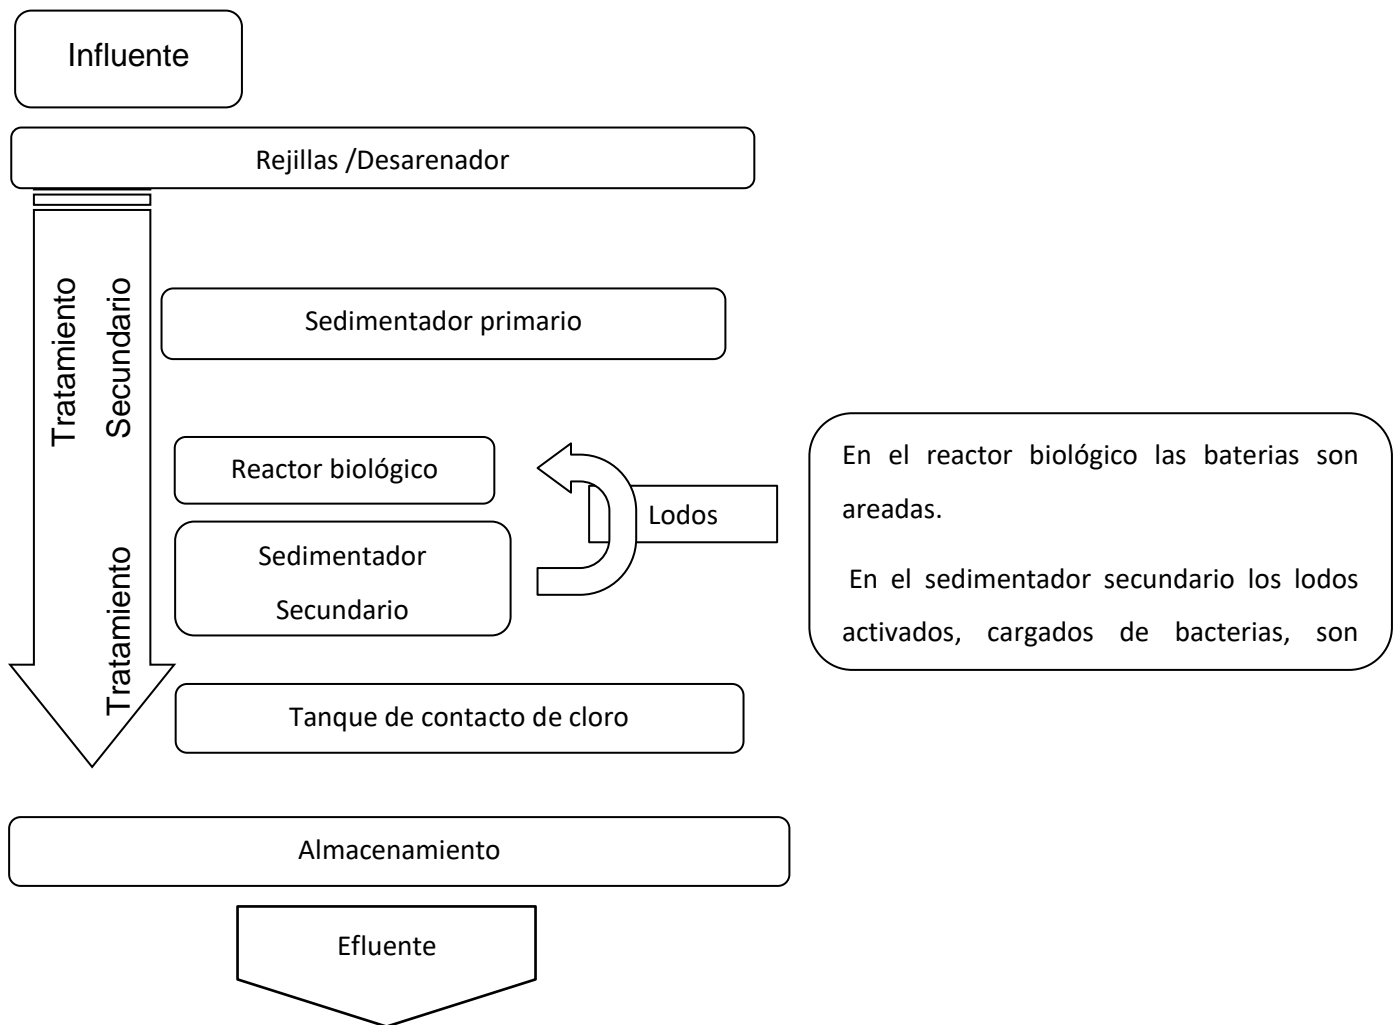 Influente
Rejillas /Desarenador
Tratamiento
Secundario
Sedimentador primario
Reactor biológico
Lodos
Sedimentador
Secundario
Tratamiento
Tanque de contacto de cloro
Almacenamiento
Efluente
En el reactor biológico las baterias son
areadas.
En el sedimentador secundario los lodos
activados, cargados de bacterias, son